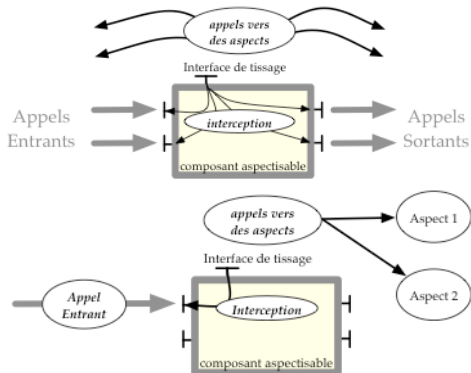 appels vers
des aspects
Interface de tissage
Appels
Entrants
interception
Appels
Sortants
composant aspectisable
appels vers
des aspects
Aspect 1
Interface de tissage
Appel
Entrant
Interception
Aspect 2
composant aspectisable